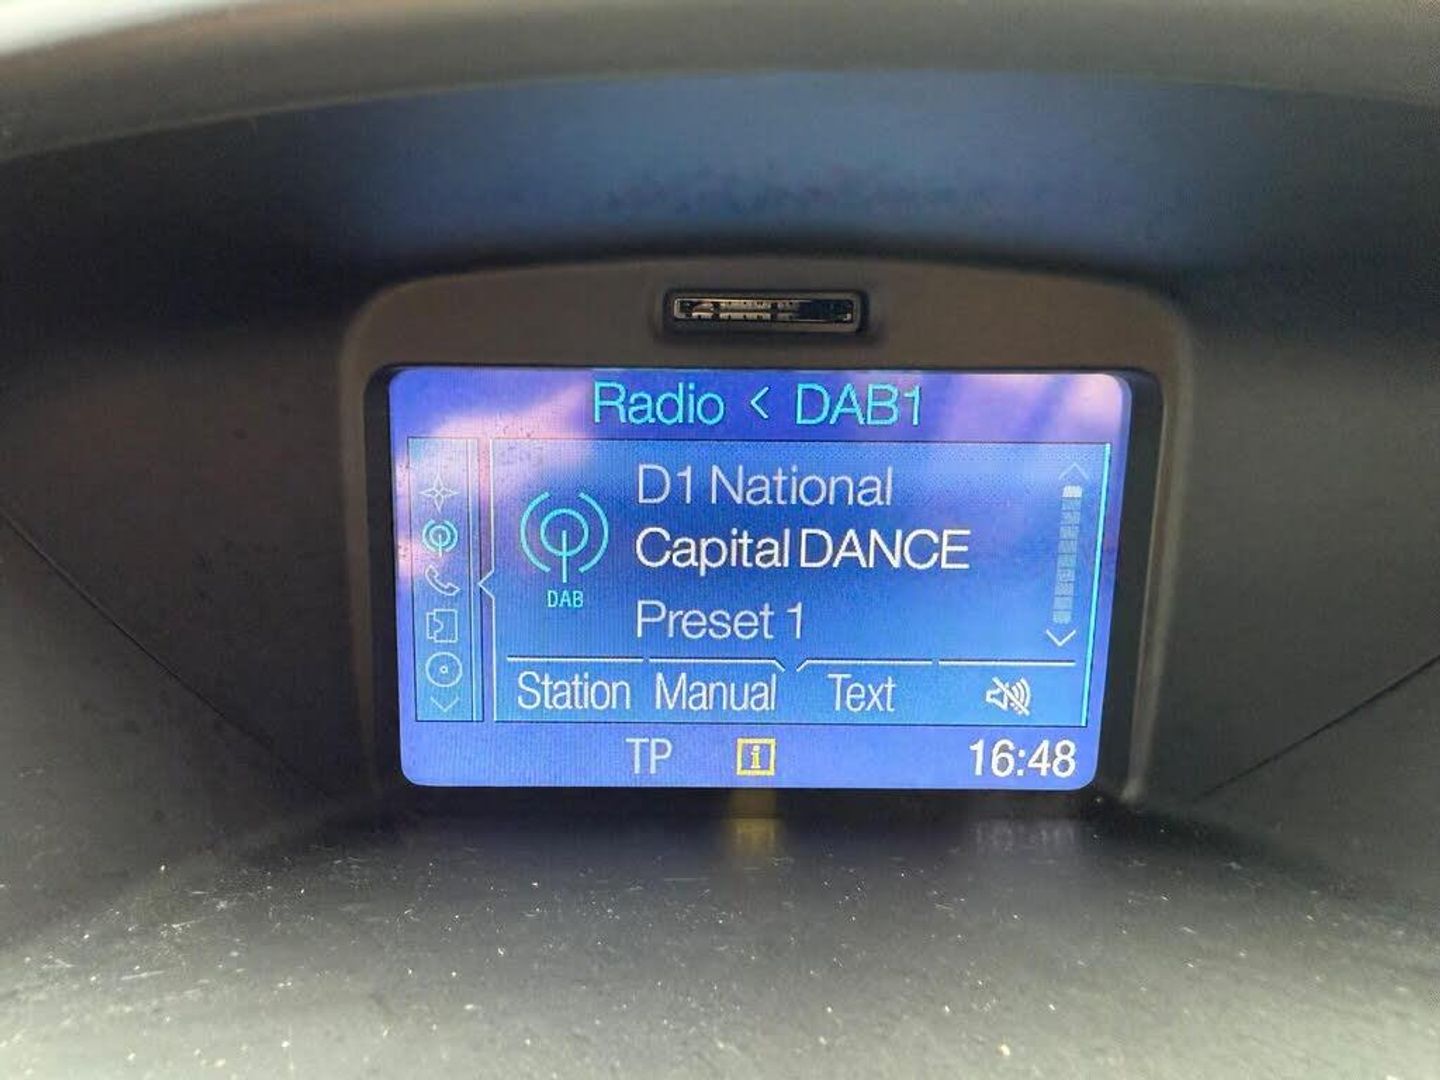 Radio < DAB1
D1 National
Capital DANCE
DAB
Preset 1
Station Manual Text
TP i 16:48